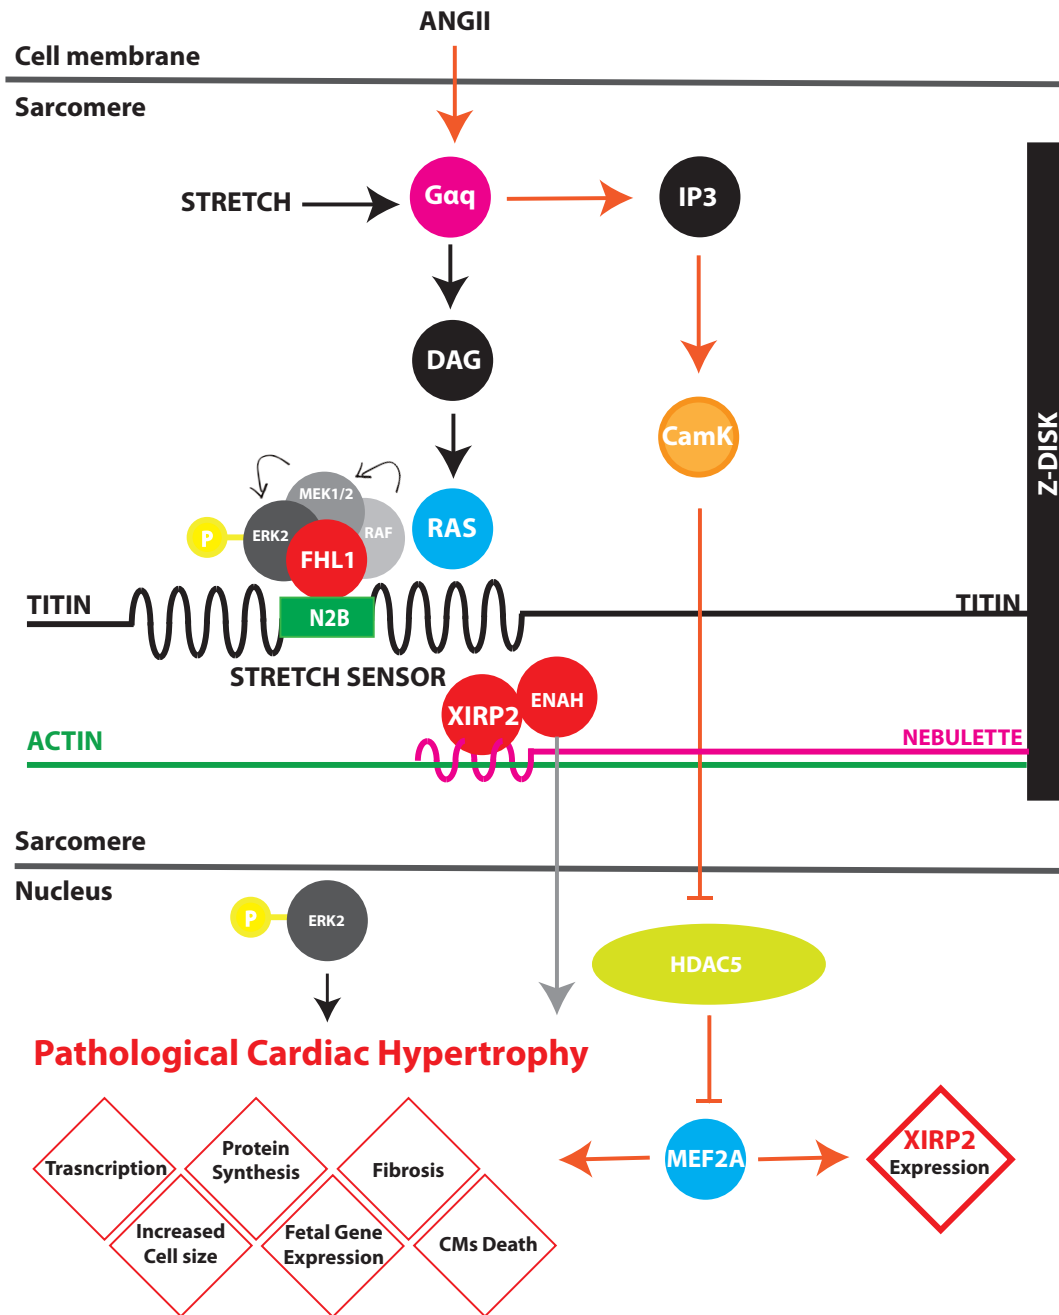 ANGII
Cell membrane
Sarcomere
STRETCH
Gαq
IP3
DAG
CamK
Z-DISK
MEK1/2
P
ERK2
RAF
FHL1
RAS
TITIN
N2B
TITIN
STRETCH SENSOR
XIRP2
ENAH
ACTIN
NEBULETTE
Sarcomere
Nucleus
P
ERK2
HDAC5
Pathological Cardiac Hypertrophy
Trasncription
Protein
Synthesis
Fibrosis
MEF2A
XIRP2
Expression
Increased
Cell size
Fetal Gene
Expression
CMs Death